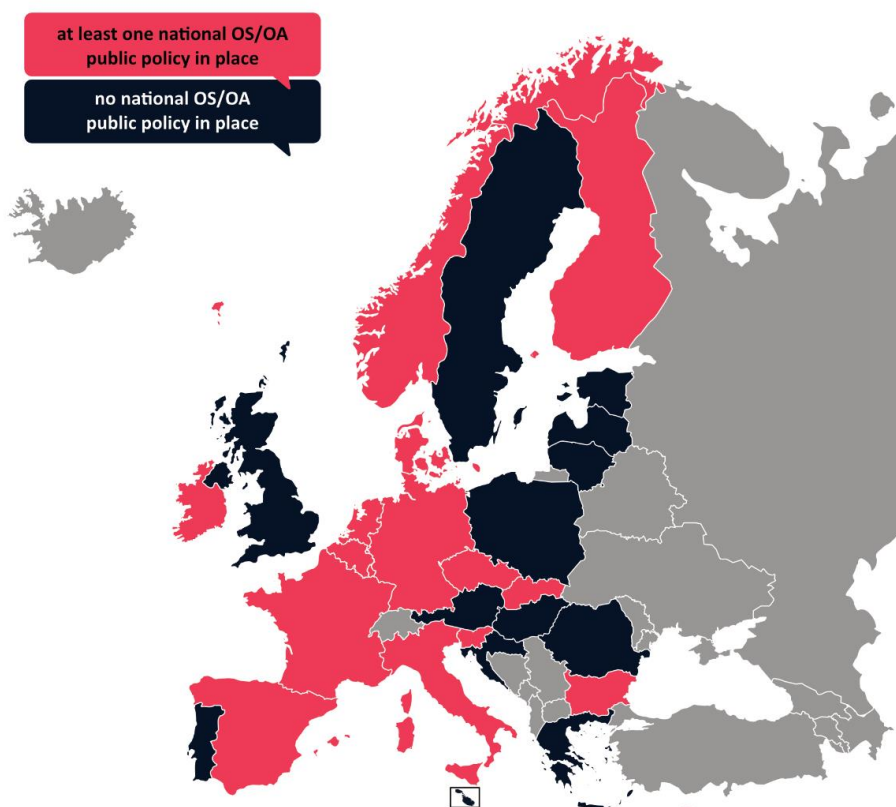 at least one national OS/OA
public policy in place
no national OS/OA
public policy in place